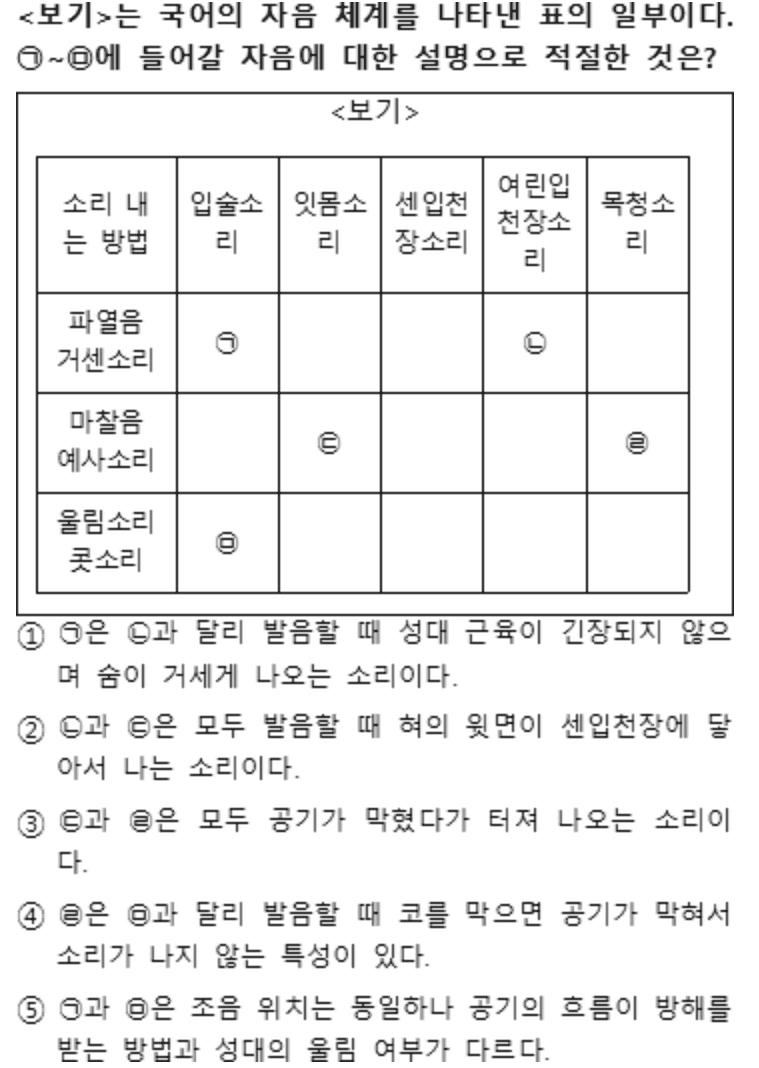 <보기>는 국어의 자음 체계를 나타낸 표의 일부이다.
㉠~㉤에 들어갈 자음에 대한 설명으로 적절한 것은?
<보기>
소리 내는 방법 입술소리 잇몸소리 센입천장소리 여린입천장소리 목청소리
파열음 거센소리 ㉠ ㉡
마찰음 예사소리 ㉢ ㉣
울림소리 콧소리 ㉤
① ㉠은 ㉡과 달리 발음할 때 성대 근육이 긴장되지 않으
며 숨이 거세게 나오는 소리이다.
② ㉡과 ㉢은 모두 발음할 때 혀의 윗면이 센입천장에 닿
아서 나는 소리이다.
③ ㉢과 ㉣은 모두 공기가 막혔다가 터져 나오는 소리이
다.
④ ㉣은 ㉤과 달리 발음할 때 코를 막으면 공기가 막혀서
소리가 나지 않는 특성이 있다.
⑤ ㉠과 ㉤은 조음 위치는 동일하나 공기의 흐름이 방해를
받는 방법과 성대의 울림 여부가 다르다.